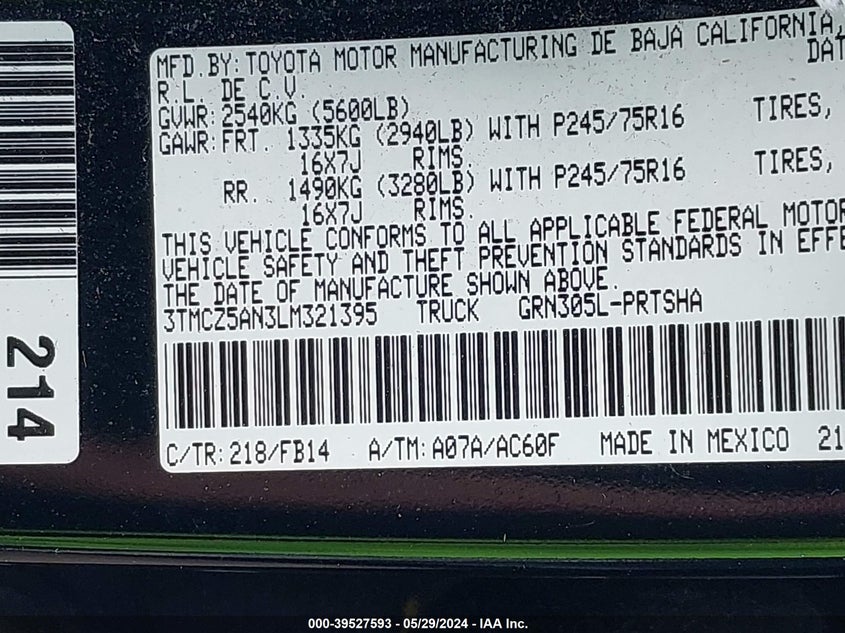 MFD.BY:TOYOTA MOTOR MANUFACTURING DE BAJA CALIFORNIA,
DAT
R.L. DE C.V.
GVWR:2540KG (5600LB)
GAWR:FRT. 1335KG (2940LB) WITH P245/75R16 TIRES,
16X7J RIMS.
RR. 1490KG (3280LB) WITH P245/75R16 TIRES,
16X7J RIMS.
THIS VEHICLE CONFORMS TO ALL APPLICABLE FEDERAL MOTOR
VEHICLE SAFETY AND THEFT PREVENTION STANDARDS IN EFFE
THE DATE OF MANUFACTURE SHOWN ABOVE.
3TMCZ5AN3LM321395 TRUCK GRN305L-PRTSHA
C/TR:218/FB14 A/TM:A07A/AC60F MADE IN MEXICO 21
214
000-39527593 - 05/29/2024 - IAA Inc.